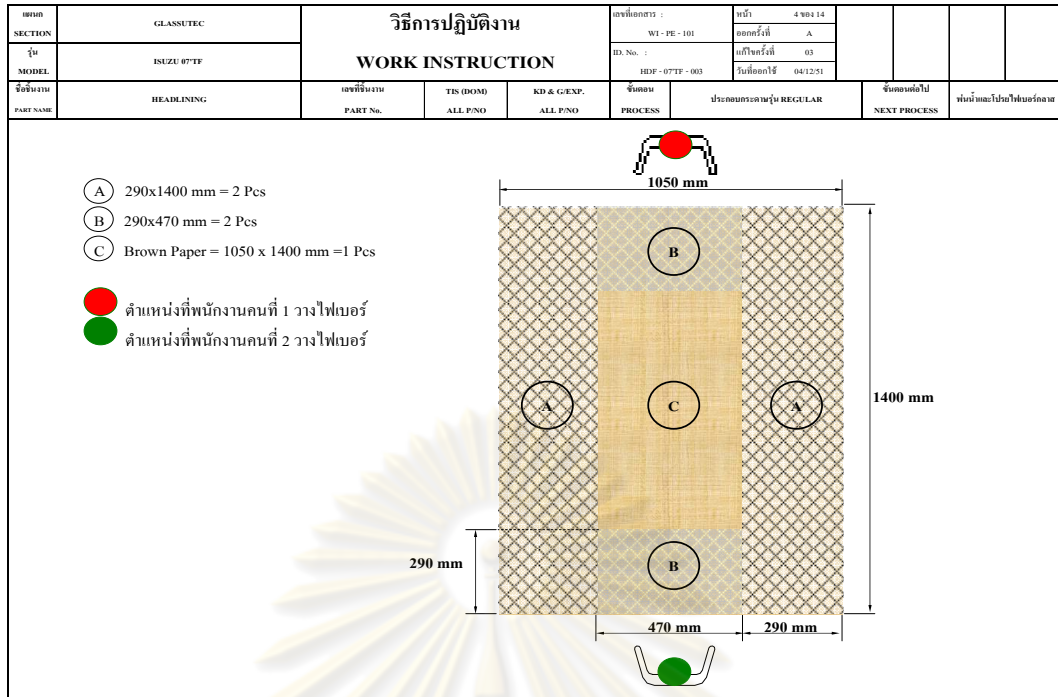 แผนก
SECTION
GLASSUTEC
วิธีการปฏิบัติงาน
WORK INSTRUCTION
เลขที่เอกสาร :
WI - PE - 101
หน้า 4 ของ 14
ออกครั้งที่ A
รุ่น
MODEL
ISUZU 07'TF
ID. No. :
HDF - 07'TF - 003
แก้ไขครั้งที่ 03
วันที่ออกใช้ 04/12/51
ชื่อชิ้นงาน
PART NAME
HEADLINING
เลขที่ชิ้นงาน
PART No.
TIS (DOM)
ALL P/NO
KD & G/EXP.
ALL P/NO
ขั้นตอน
PROCESS
ประกอบกระดาษรุ่น REGULAR
ขั้นตอนต่อไป
NEXT PROCESS
พ่นน้ำและโปรยไฟเบอร์กลาส
1050 mm
A 290x1400 mm = 2 Pcs
B 290x470 mm = 2 Pcs
C Brown Paper = 1050 x 1400 mm =1 Pcs
ตำแหน่งที่พนักงานคนที่ 1 วางไฟเบอร์
ตำแหน่งที่พนักงานคนที่ 2 วางไฟเบอร์
B
A
C
A
1400 mm
290 mm
B
470 mm
290 mm